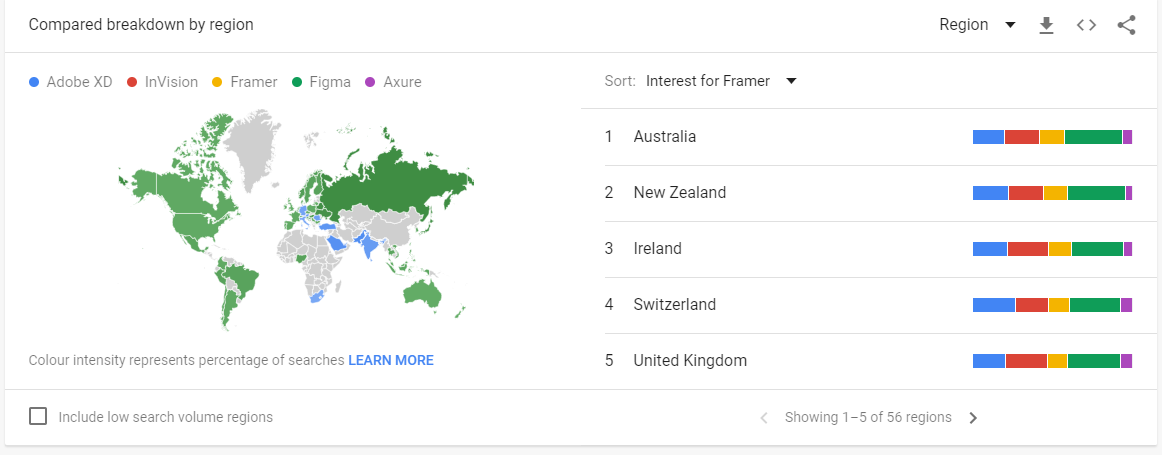 Compared breakdown by region
Region
Adobe XD InVision Framer Figma Axure
Sort: Interest for Framer
1 Australia
2 New Zealand
3 Ireland
4 Switzerland
5 United Kingdom
Colour intensity represents percentage of searches LEARN MORE
Include low search volume regions
Showing 1–5 of 56 regions